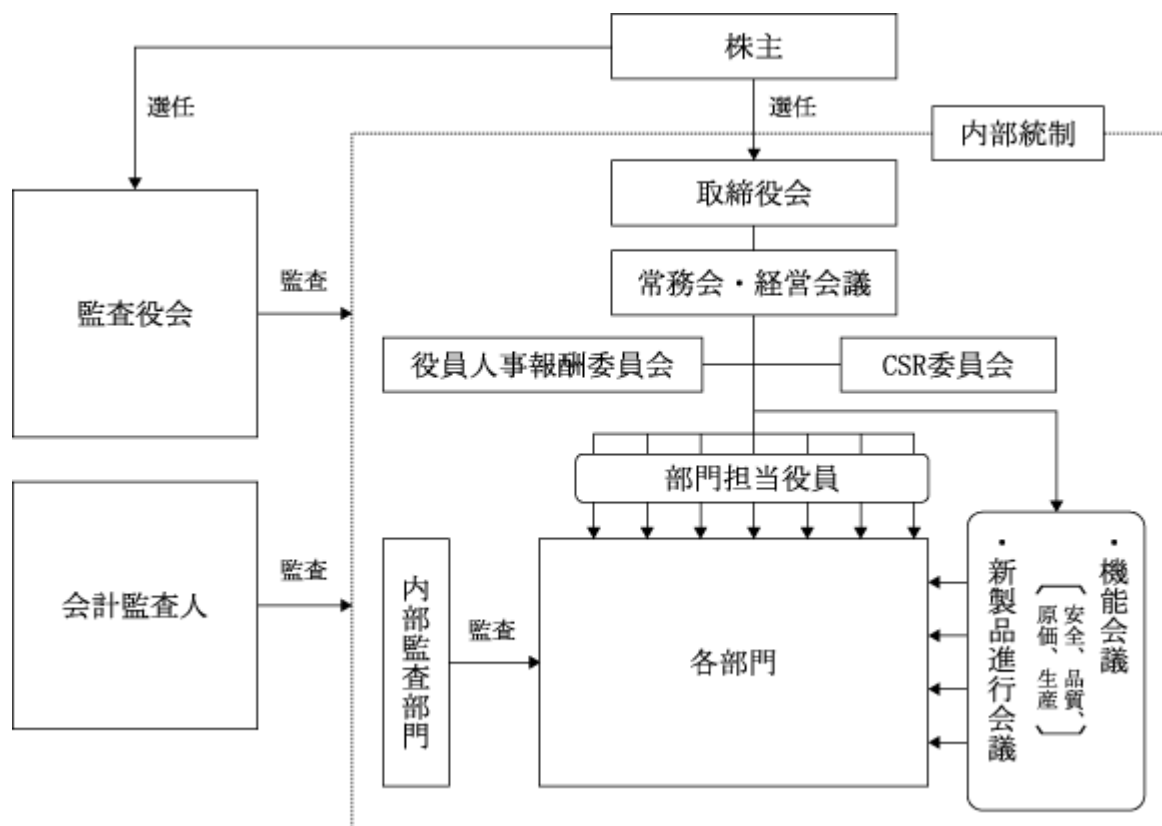 株主
選任
選任
内部統制
取締役会
常務会・経営会議
監査役会
監査
役員人事報酬委員会
CSR委員会
部門担当役員
会計監査人
監査
内部監査部門
監査
各部門
・機能会議
安全、品質、
原価、生産
・新製品進行会議